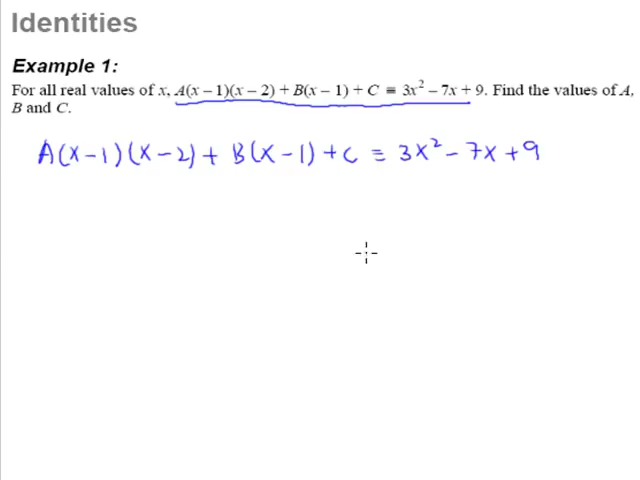 Identities
Example 1:
For all real values of x, A(x − 1)(x − 2) + B(x − 1) + C ≡ 3x² − 7x + 9. Find the values of A,
B and C.
A(x − 1)(x − 2) + B(x − 1) + C ≡ 3x² − 7x + 9